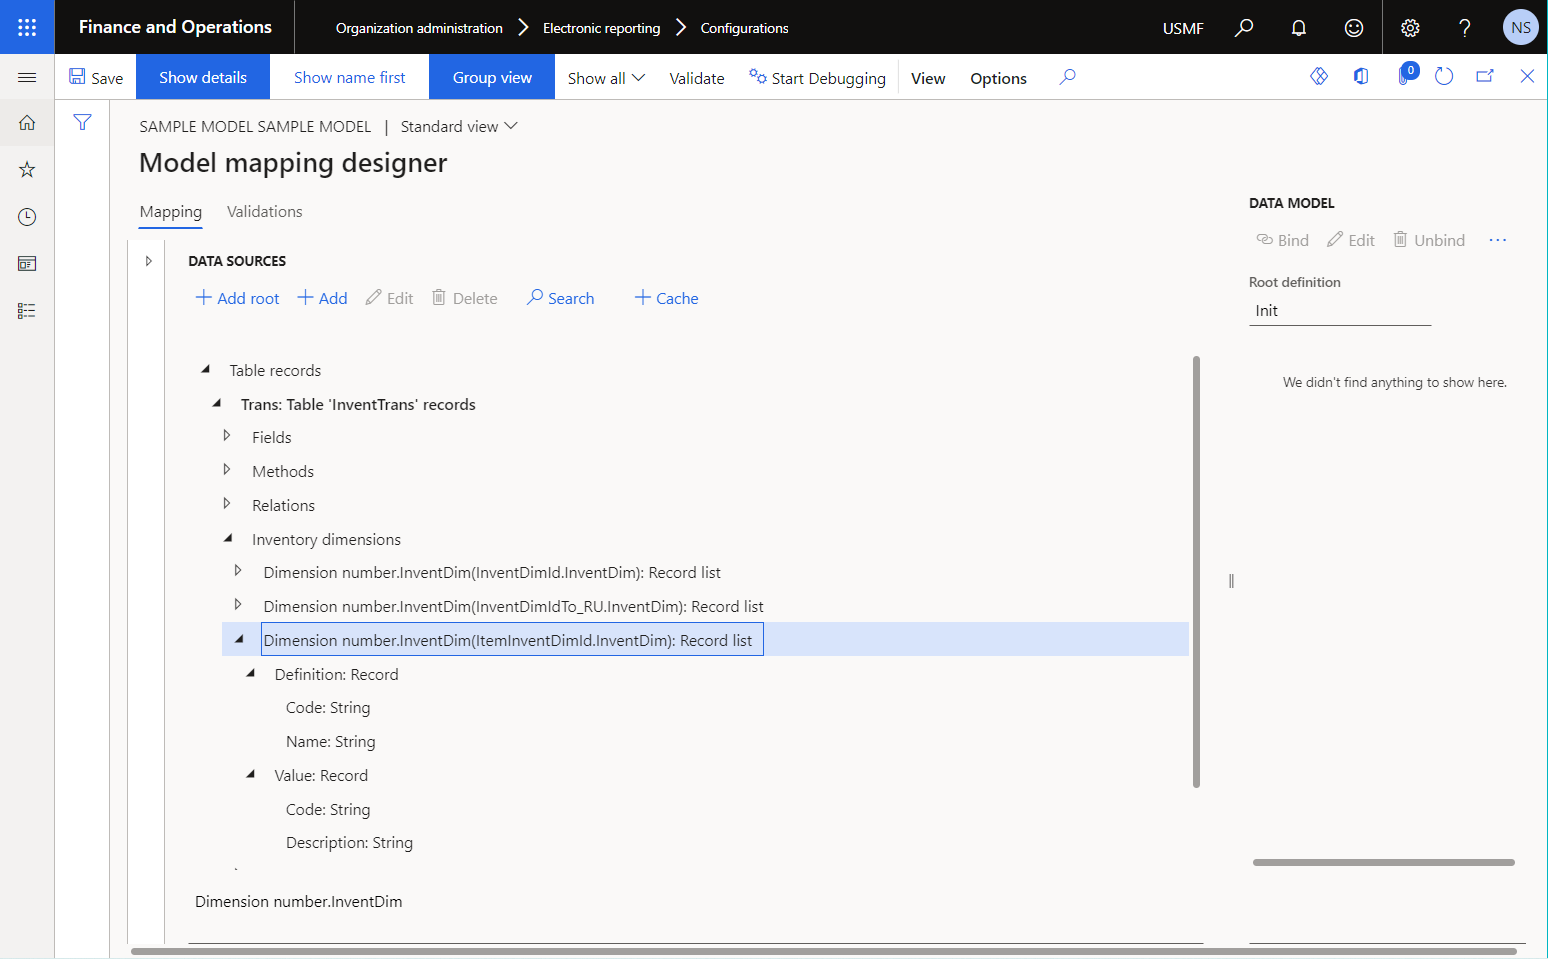 Finance and Operations
Organization administration
Electronic reporting
Configurations
USMF
?
NS
Save
Show details
Show name first
Group view
Show all
Validate
Start Debugging
View
Options
0
SAMPLE MODEL SAMPLE MODEL | Standard view
Model mapping designer
Mapping
Validations
DATA SOURCES
Add root
Add
Edit
Delete
Search
Cache
Table records
Trans: Table 'InventTrans' records
Fields
Methods
Relations
Inventory dimensions
Dimension number.InventDim(InventDimId.InventDim): Record list
Dimension number.InventDim(InventDimIdTo_RU.InventDim): Record list
Dimension number.InventDim(ItemInventDimId.InventDim): Record list
Definition: Record
Code: String
Name: String
Value: Record
Code: String
Description: String
Dimension number.InventDim
DATA MODEL
Bind
Edit
Unbind
...
Root definition
Init
We didn't find anything to show here.